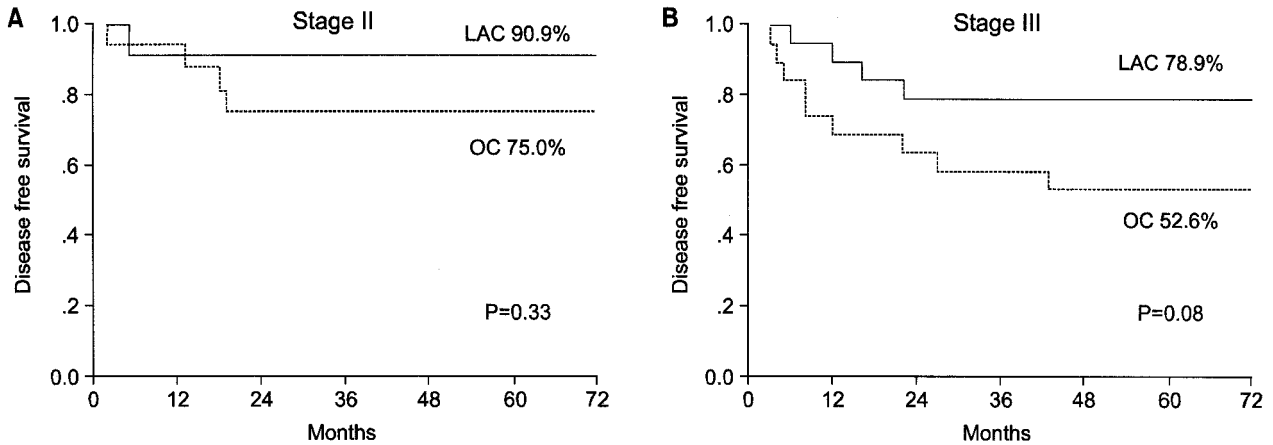 A
Stage II
1.0
.8
.6
.4
.2
0.0
Disease free survival
LAC 90.9%
OC 75.0%
P=0.33
0 12 24 36 48 60 72
Months
B
Stage III
1.0
.8
.6
.4
.2
0.0
Disease free survival
LAC 78.9%
OC 52.6%
P=0.08
0 12 24 36 48 60 72
Months